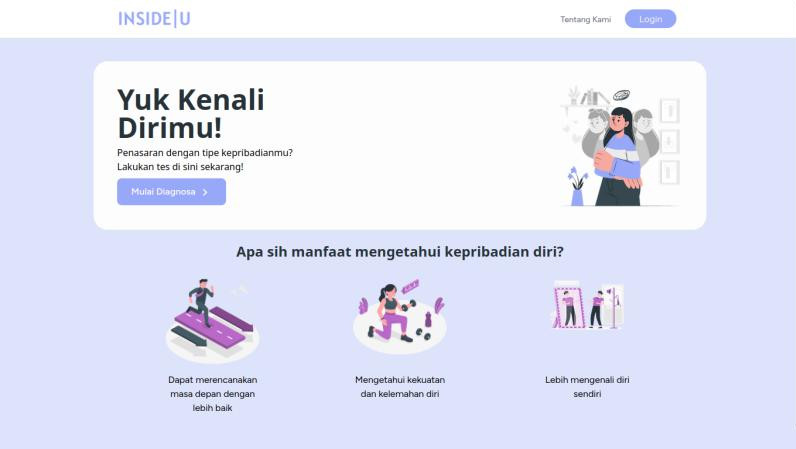 INSIDE|U
Tentang Kami
Login
Yuk Kenali
Dirimu!
Penasaran dengan tipe kepribadianmu?
Lakukan tes di sini sekarang!
Mulai Diagnosa
Apa sih manfaat mengetahui kepribadian diri?
Dapat merencanakan
masa depan dengan
lebih baik
Mengetahui kekuatan
dan kelemahan diri
Lebih mengenali diri
sendiri